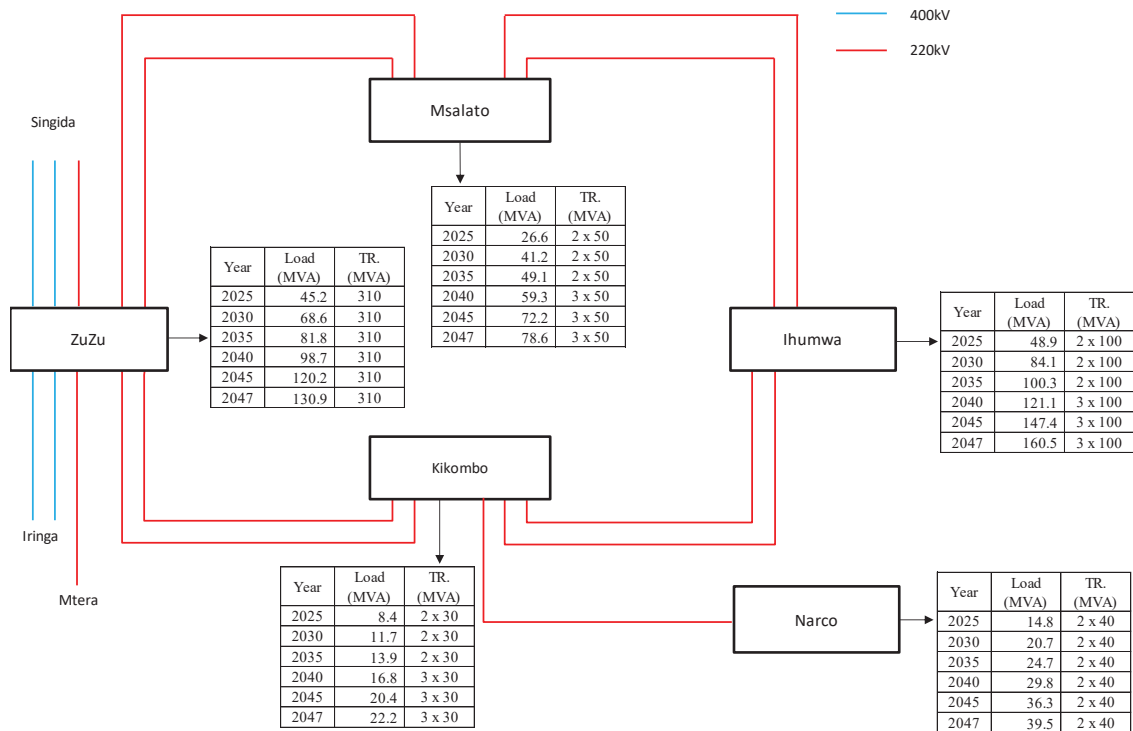 400kV
220kV
Msalato
Singida
Year Load (MVA) TR. (MVA)
2025 26.6 2 x 50
2030 41.2 2 x 50
2035 49.1 2 x 50
2040 59.3 3 x 50
2045 72.2 3 x 50
2047 78.6 3 x 50
ZuZu
Year Load (MVA) TR. (MVA)
2025 45.2 310
2030 68.6 310
2035 81.8 310
2040 98.7 310
2045 120.2 310
2047 130.9 310
Ihumwa
Year Load (MVA) TR. (MVA)
2025 48.9 2 x 100
2030 84.1 2 x 100
2035 100.3 2 x 100
2040 121.1 3 x 100
2045 147.4 3 x 100
2047 160.5 3 x 100
Kikombo
Iringa
Mtera
Year Load (MVA) TR. (MVA)
2025 8.4 2 x 30
2030 11.7 2 x 30
2035 13.9 2 x 30
2040 16.8 3 x 30
2045 20.4 3 x 30
2047 22.2 3 x 30
Narco
Year Load (MVA) TR. (MVA)
2025 14.8 2 x 40
2030 20.7 2 x 40
2035 24.7 2 x 40
2040 29.8 2 x 40
2045 36.3 2 x 40
2047 39.5 2 x 40